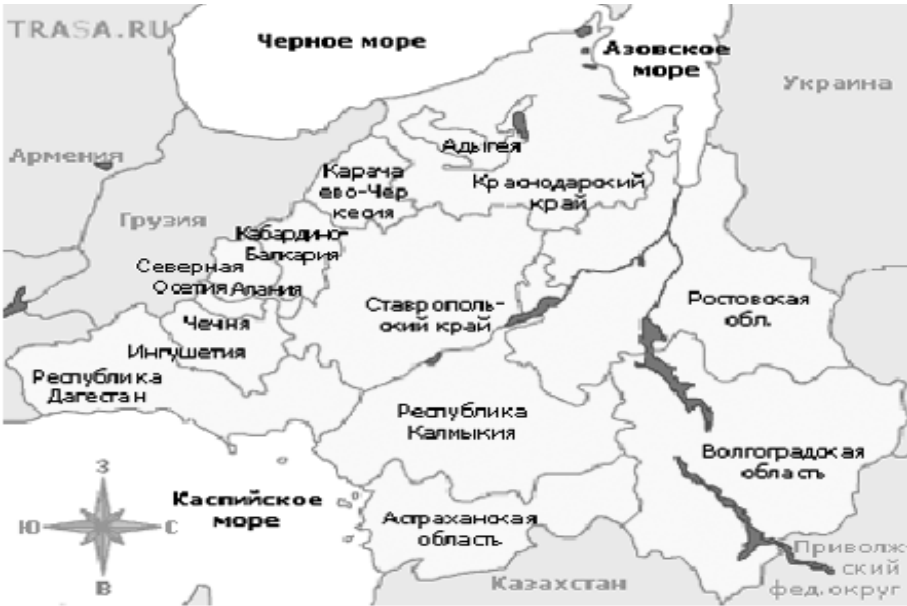 TRASA.RU
Черное море
Азовское
море
Украина
Армения
Адыгея
Карача
ево-Чер
кесия
Краснодарский
край
Грузия
Кабардино-
Балкария
Северная
Осетия Алания
Ставрополь-
ский край
Ростовская
обл.
Чечня
Ингушетия
Республика
Дагестан
Республика
Калмыкия
Волгоградская
область
З
Ю
С
В
Каспийское
море
Астраханская
область
Казахстан
Приволж-
ский
фед. округ